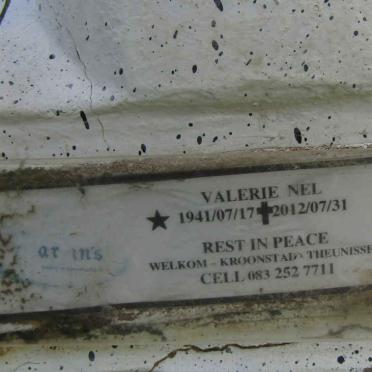 VALERIE NEL
1941/07/17 2012/07/31
REST IN PEACE
WELKOM - KROONSTAD - THEUNISSE
CELL 083 252 7711